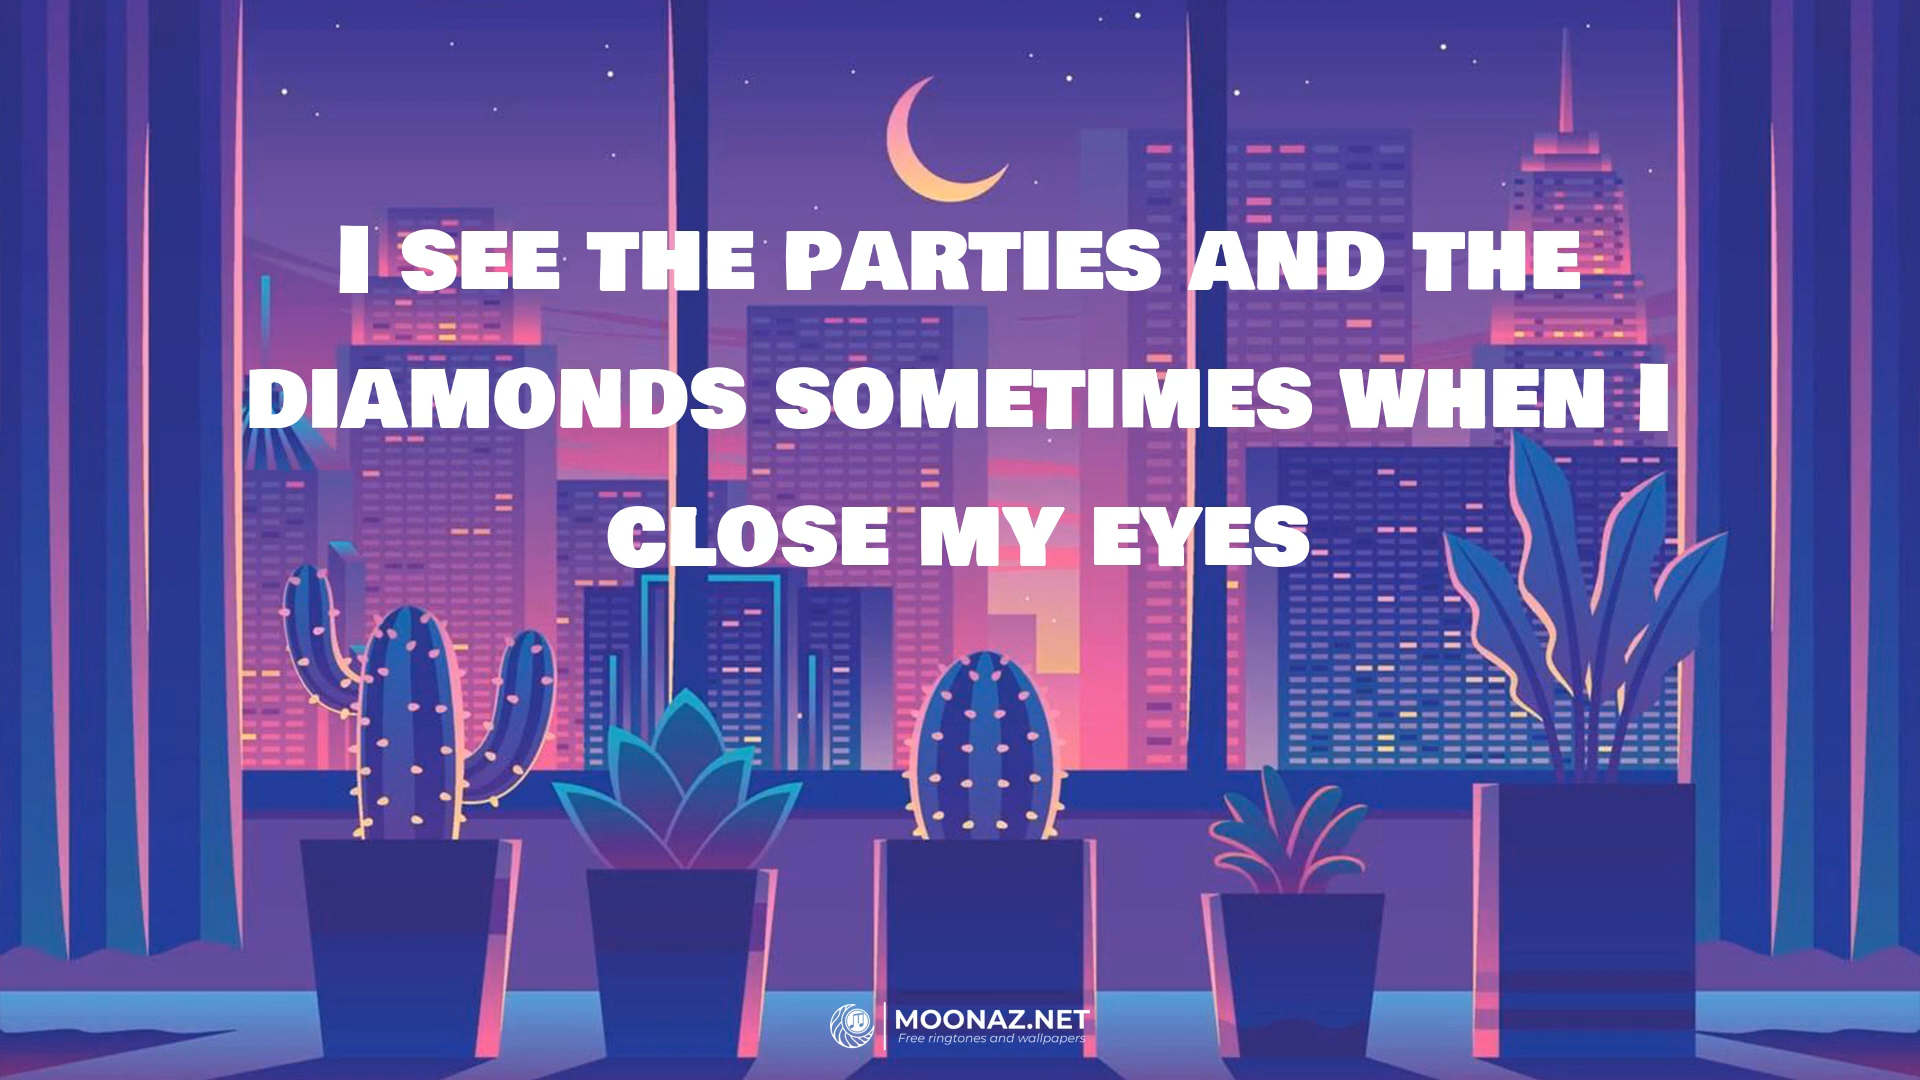 I SEE THE PARTIES AND THE
DIAMONDS SOMETIMES WHEN I
CLOSE MY EYES
MOONAZ.NET
Free ringtones and wallpapers